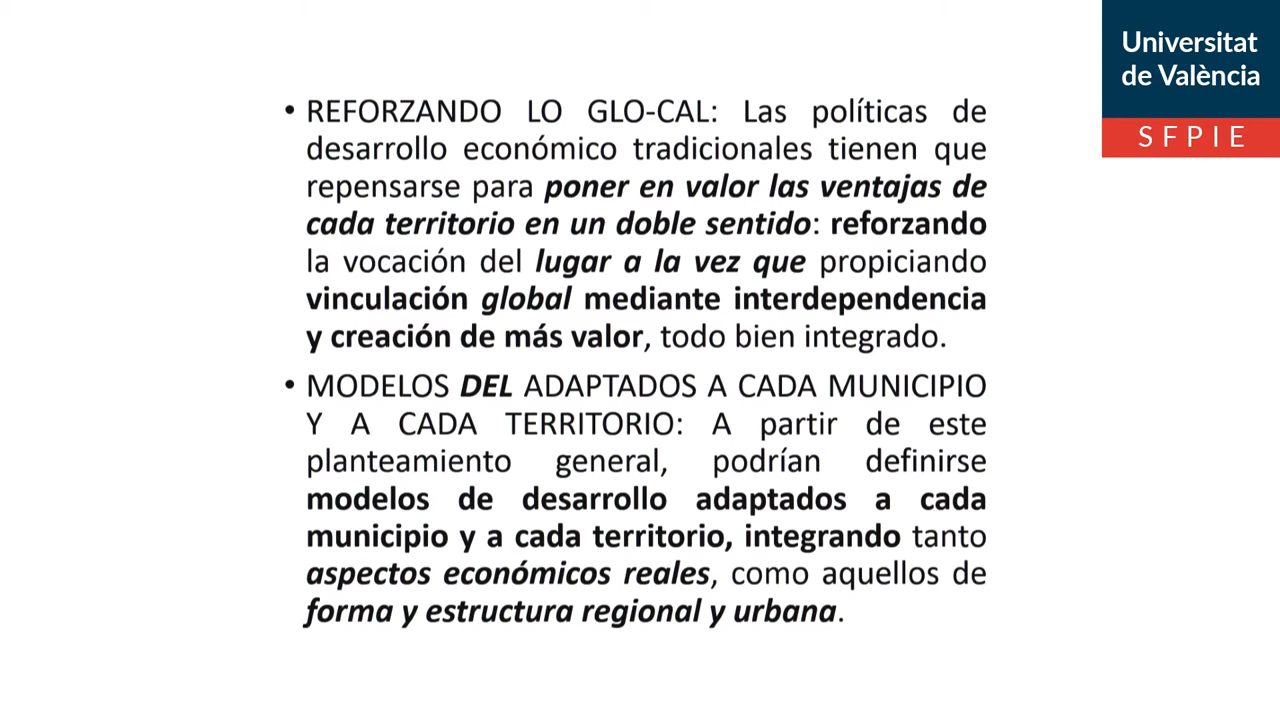 Universitat
de València
SFPIE
• REFORZANDO LO GLO-CAL: Las políticas de
desarrollo económico tradicionales tienen que
repensarse para poner en valor las ventajas de
cada territorio en un doble sentido: reforzando
la vocación del lugar a la vez que propiciando
vinculación global mediante interdependencia
y creación de más valor, todo bien integrado.
• MODELOS DEL ADAPTADOS A CADA MUNICIPIO
Y A CADA TERRITORIO: A partir de este
planteamiento general, podrían definirse
modelos de desarrollo adaptados a cada
municipio y a cada territorio, integrando tanto
aspectos económicos reales, como aquellos de
forma y estructura regional y urbana.